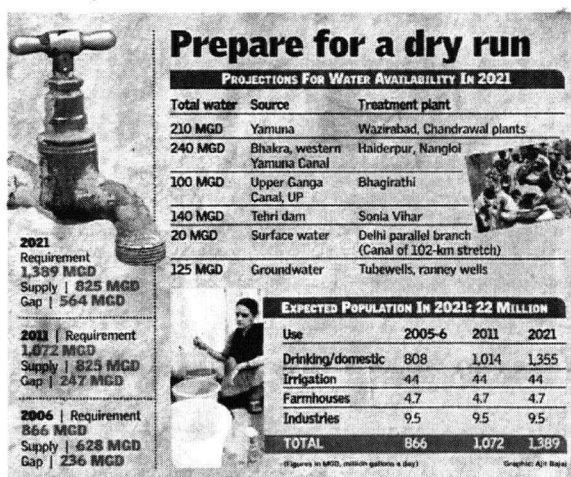 Prepare for a dry run
PROJECTIONS FOR WATER AVAILABILITY IN 2021
Total water Source Treatment plant
210 MGD Yamuna Wazirabad, Chandrawal plants
240 MGD Bhakra, western Yamuna Canal Haiderpur, Nangloi
100 MGD Upper Ganga Canal, UP Bhagirathi
140 MGD Tehri dam Sonia Vihar
20 MGD Surface water Delhi parallel branch (Canal of 102-km stretch)
125 MGD Groundwater Tubewells, ranney wells
2021
Requirement
1,389 MGD
Supply | 825 MGD
Gap | 564 MGD
2011 | Requirement
1,072 MGD
Supply | 825 MGD
Gap | 247 MGD
2006 | Requirement
866 MGD
Supply | 628 MGD
Gap | 236 MGD
EXPECTED POPULATION IN 2021: 22 MILLION
Use 2005-6 2011 2021
Drinking/domestic 808 1,014 1,355
Irrigation 44 44 44
Farmhouses 4.7 4.7 4.7
Industries 9.5 9.5 9.5
TOTAL 866 1,072 1,389
(Figures in MGD, million gallons a day) Graphic: Ajit Bajaj